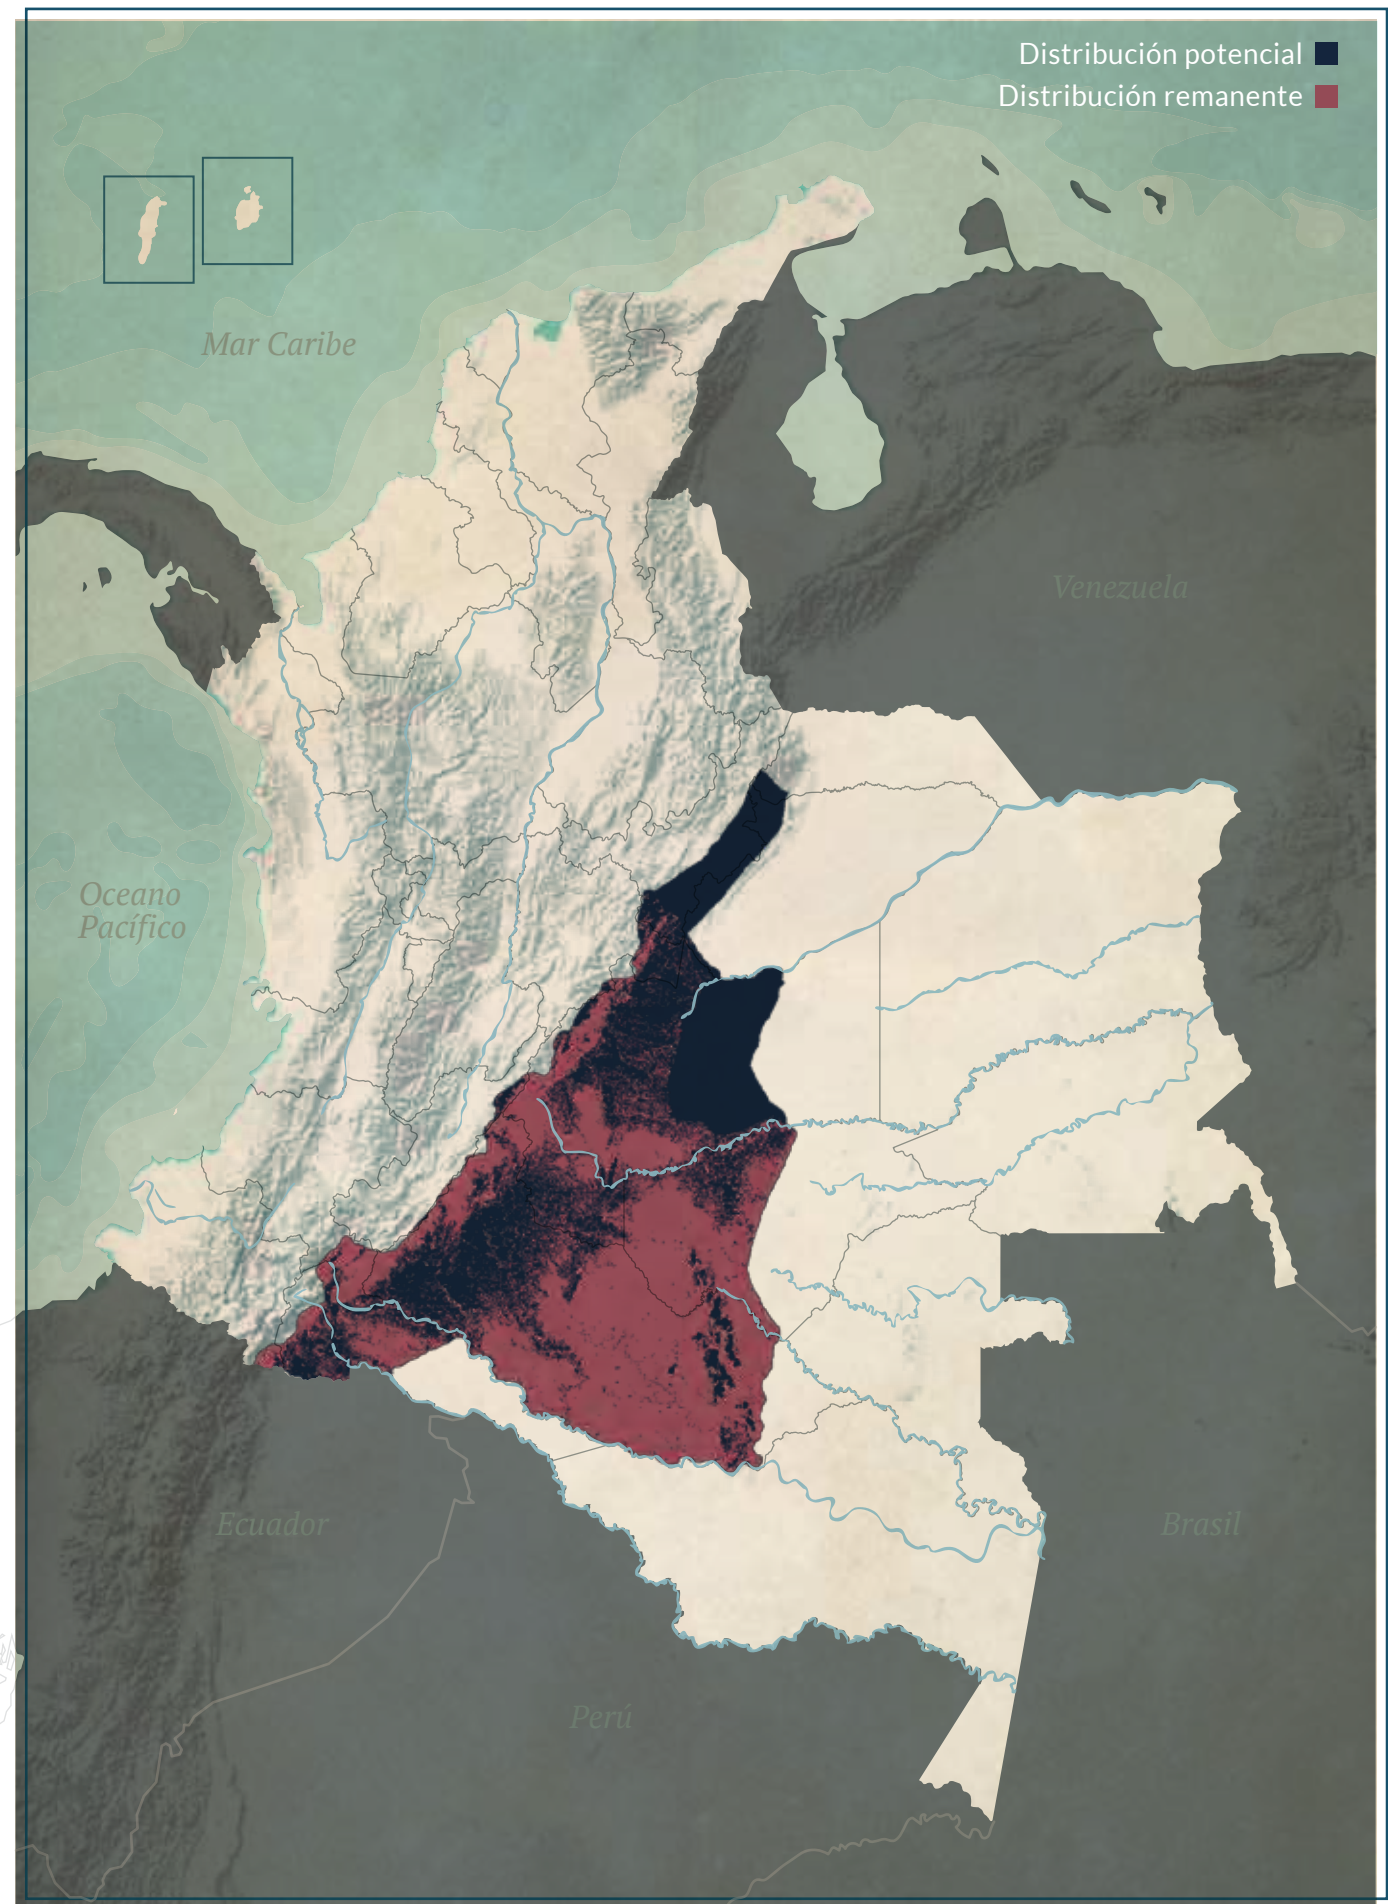 Distribución potencial
Distribución remanente
Mar Caribe
Venezuela
Oceano
Pacífico
Ecuador
Brasil
Perú